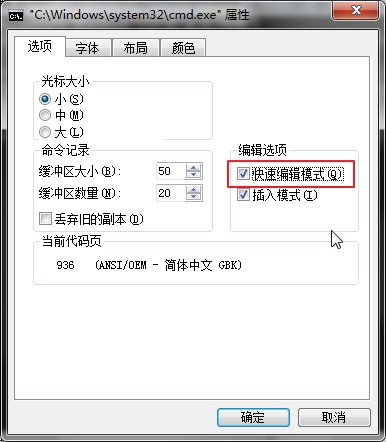 "C:\Windows\system32\cmd.exe" 属性
选项 字体 布局 颜色
光标大小
小(S)
中(M)
大(L)
命令记录
缓冲区大小(B): 50
缓冲区数量(N): 20
丢弃旧的副本(D)
编辑选项
快速编辑模式(Q)
插入模式(I)
当前代码页
936 (ANSI/OEM - 简体中文 GBK)
确定 取消